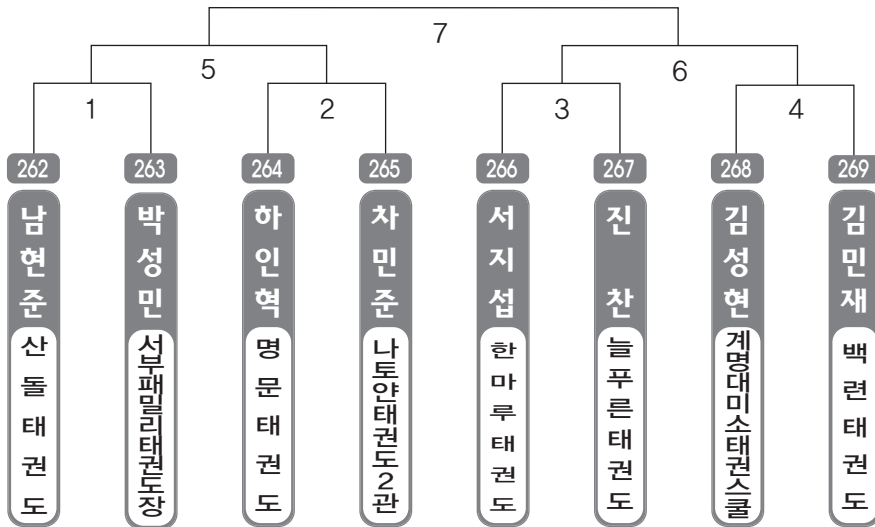 7
5
6
1
2
3
4
262
263
264
265
266
267
268
269
남현준
박성민
하인혁
차민준
서지섭
진 찬
김성현
김민재
산돌태권도
서부패밀리태권도장
명문태권도
나토얀태권도2관
한마루태권도
늘푸른태권도
계명대미소태권스쿨
백련태권도